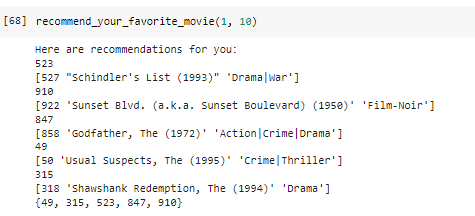 [68] recommend_your_favorite_movie(1, 10)
Here are recommendations for you:
523
[527 "Schindler's List (1993)" 'Drama|War']
910
[922 'Sunset Blvd. (a.k.a. Sunset Boulevard) (1950)' 'Film-Noir']
847
[858 'Godfather, The (1972)' 'Action|Crime|Drama']
49
[50 'Usual Suspects, The (1995)' 'Crime|Thriller']
315
[318 'Shawshank Redemption, The (1994)' 'Drama']
{49, 315, 523, 847, 910}